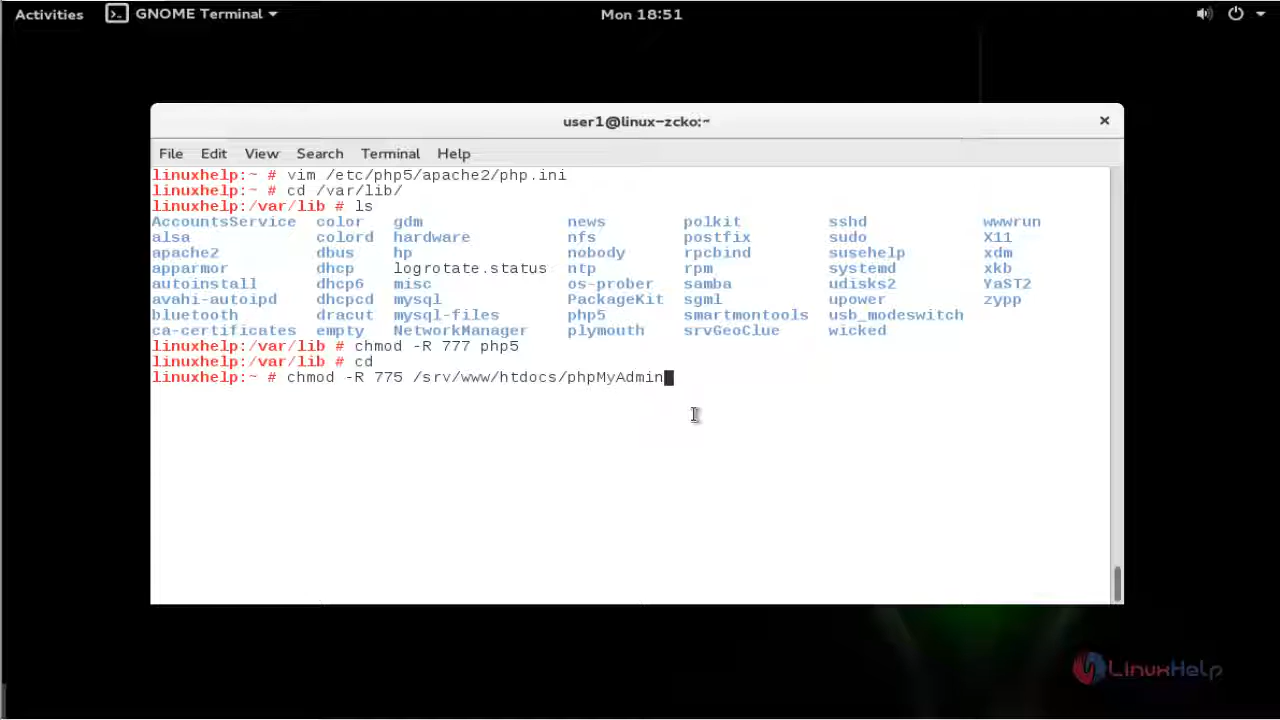 Activities GNOME Terminal Mon 18:51
user1@linux-zcko:~ ×
File Edit View Search Terminal Help
linuxhelp:~ # vim /etc/php5/apache2/php.ini
linuxhelp:~ # cd /var/lib/
linuxhelp:/var/lib # ls
AccountsService color gdm news polkit sshd wwwrun
alsa colord hardware nfs postfix sudo X11
apache2 dbus hp nobody rpcbind susehelp xdm
apparmor dhcp logrotate.status ntp rpm systemd xkb
autoinstall dhcp6 misc os-prober samba udisks2 YaST2
avahi-autoipd dhcpcd mysql PackageKit sgml upower zypp
bluetooth dracut mysql-files php5 smartmontools usb_modeswitch
ca-certificates empty NetworkManager plymouth srvGeoClue wicked
linuxhelp:/var/lib # chmod -R 777 php5
linuxhelp:/var/lib # cd
linuxhelp:~ # chmod -R 775 /srv/www/htdocs/phpMyAdmin
LinuxHelp